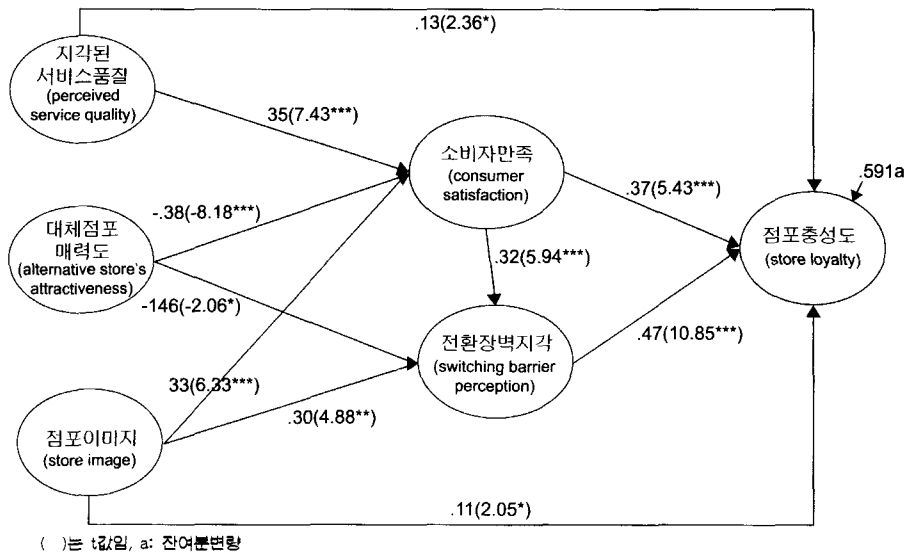 .13(2.36*)
지각된
서비스품질
(perceived
service quality)
35(7.43***)
소비자만족
(consumer
satisfaction)
.591a
-.38(-8.18***)
.37(5.43***)
대체점포
매력도
(alternative store's
attractiveness)
점포충성도
(store loyalty)
.32(5.94***)
-146(-2.06*)
전환장벽지각
(switching barrier
perception)
.47(10.85***)
33(6.33***)
.30(4.88**)
점포이미지
(store image)
.11(2.05*)
( )는 t값임, a: 잔여분변량